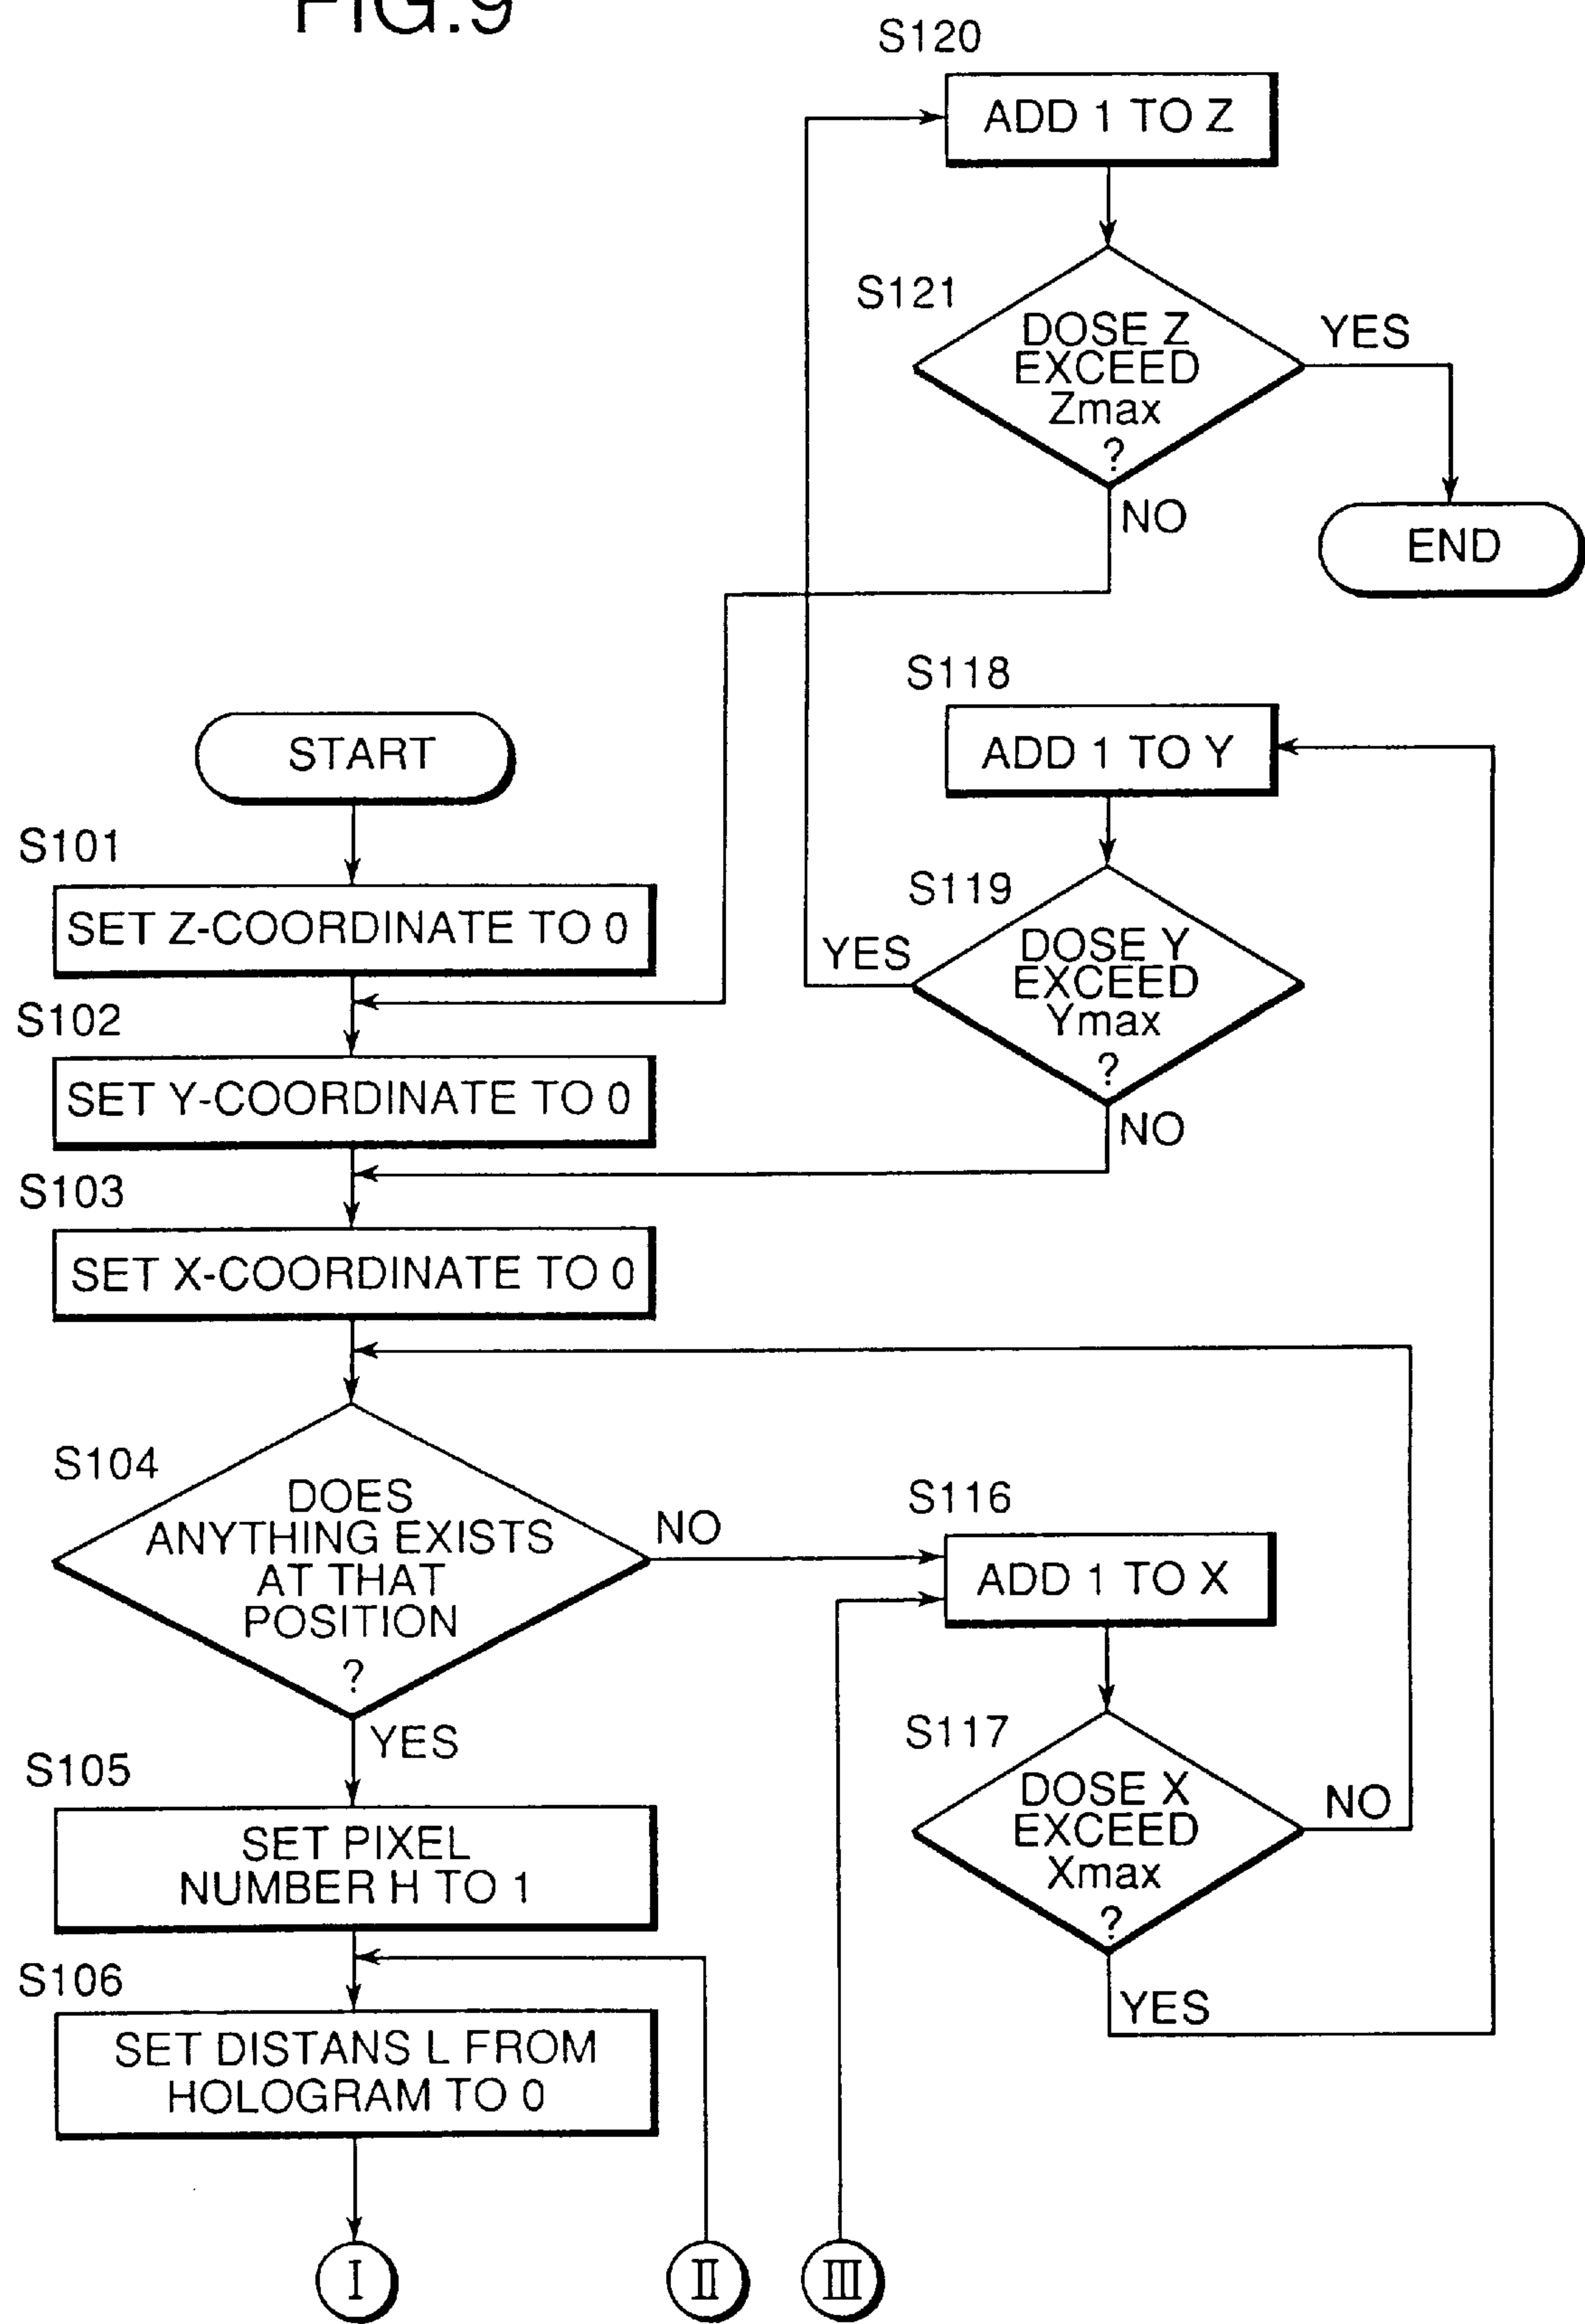 FIG.9
S120
ADD 1 TO Z
S121
DOSE Z
EXCEED
Zmax
?
YES
NO
END
S118
ADD 1 TO Y
START
S101
SET Z-COORDINATE TO 0
S119
DOSE Y
EXCEED
Ymax
?
YES
NO
S102
SET Y-COORDINATE TO 0
S103
SET X-COORDINATE TO 0
S104
DOES
ANYTHING EXISTS
AT THAT
POSITION
?
NO
YES
S116
ADD 1 TO X
S117
DOSE X
EXCEED
Xmax
?
NO
YES
S105
SET PIXEL
NUMBER H TO 1
S106
SET DISTANS L FROM
HOLOGRAM TO 0
I
II
III